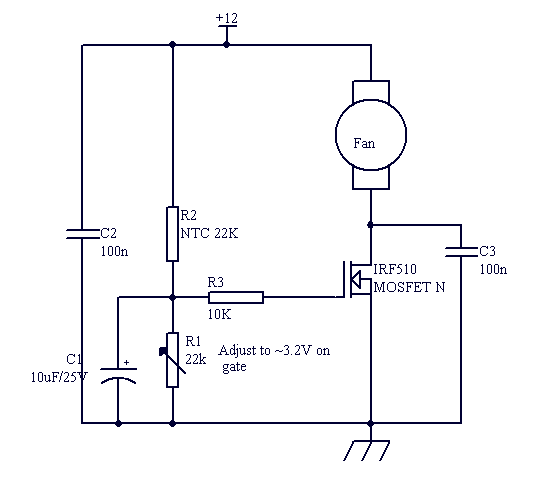 +12
Fan
R2
NTC 22K
C2
100n
C3
100n
IRF510
MOSFET N
R3
10K
R1
22k
Adjust to ~3.2V on
gate
C1
+
10uF/25V